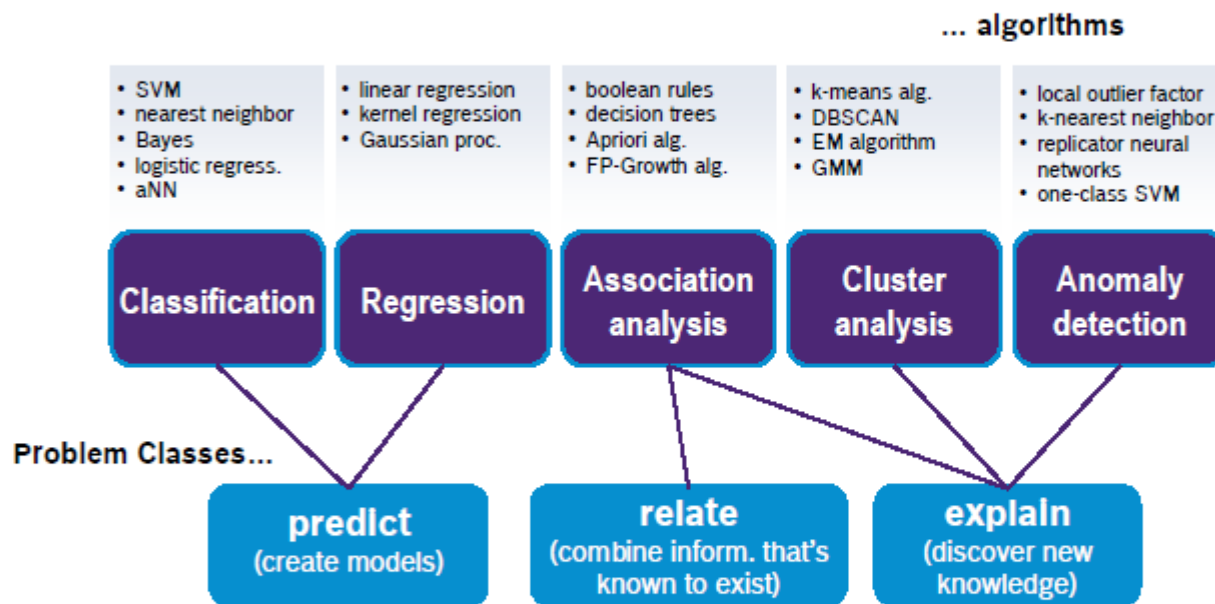 ... algorithms
• SVM
• nearest neighbor
• Bayes
• logistic regress.
• aNN
• linear regression
• kernel regression
• Gaussian proc.
• boolean rules
• decision trees
• Apriori alg.
• FP-Growth alg.
• k-means alg.
• DBSCAN
• EM algorithm
• GMM
• local outlier factor
• k-nearest neighbor
• replicator neural
networks
• one-class SVM
Classification
Regression
Association
analysis
Cluster
analysis
Anomaly
detection
Problem Classes...
predict
(create models)
relate
(combine inform. that's
known to exist)
explain
(discover new
knowledge)